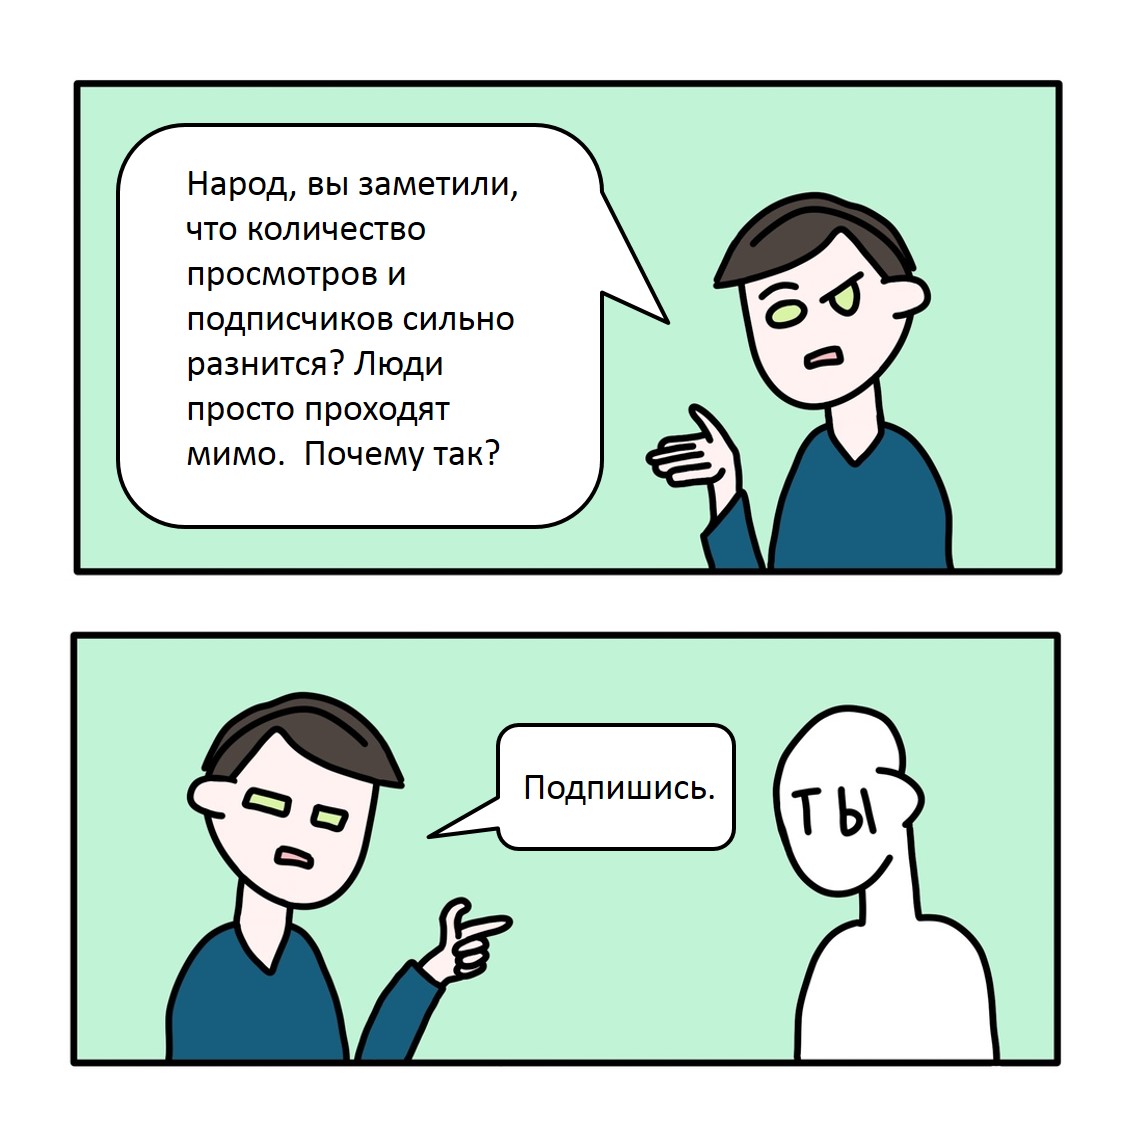 Народ, вы заметили,
что количество
просмотров и
подписчиков сильно
разнится? Люди
просто проходят
мимо.  Почему так?
Подпишись.
ТЫ